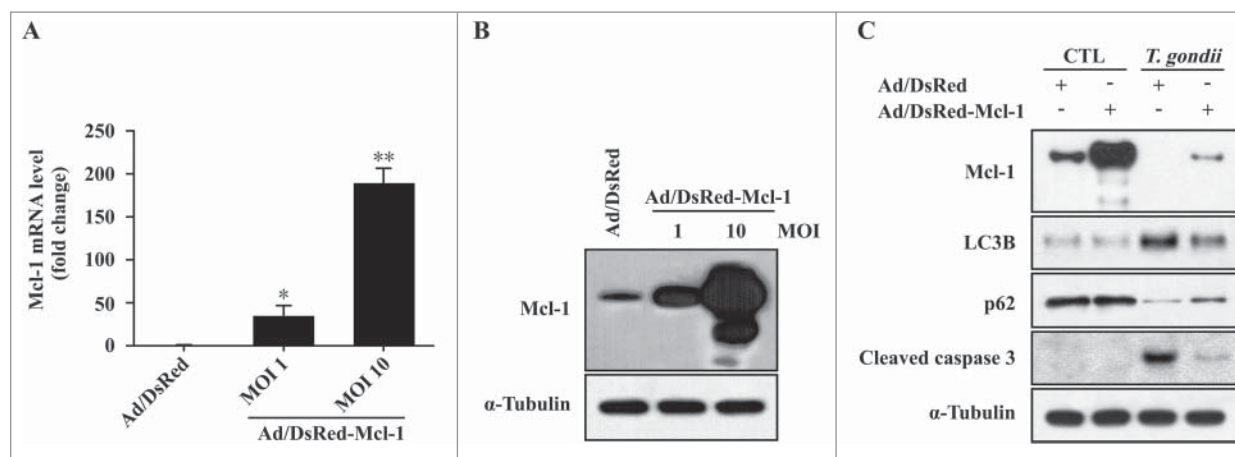 A
Mcl-1 mRNA level
(fold change)
250
200
150
100
50
0
*
**
Ad/DsRed
MOI 1
MOI 10
Ad/DsRed-Mcl-1
B
Ad/DsRed
Ad/DsRed-Mcl-1
1 10 MOI
Mcl-1
α-Tubulin
C
CTL T. gondii
Ad/DsRed + - + -
Ad/DsRed-Mcl-1 - + - +
Mcl-1
LC3B
p62
Cleaved caspase 3
α-Tubulin